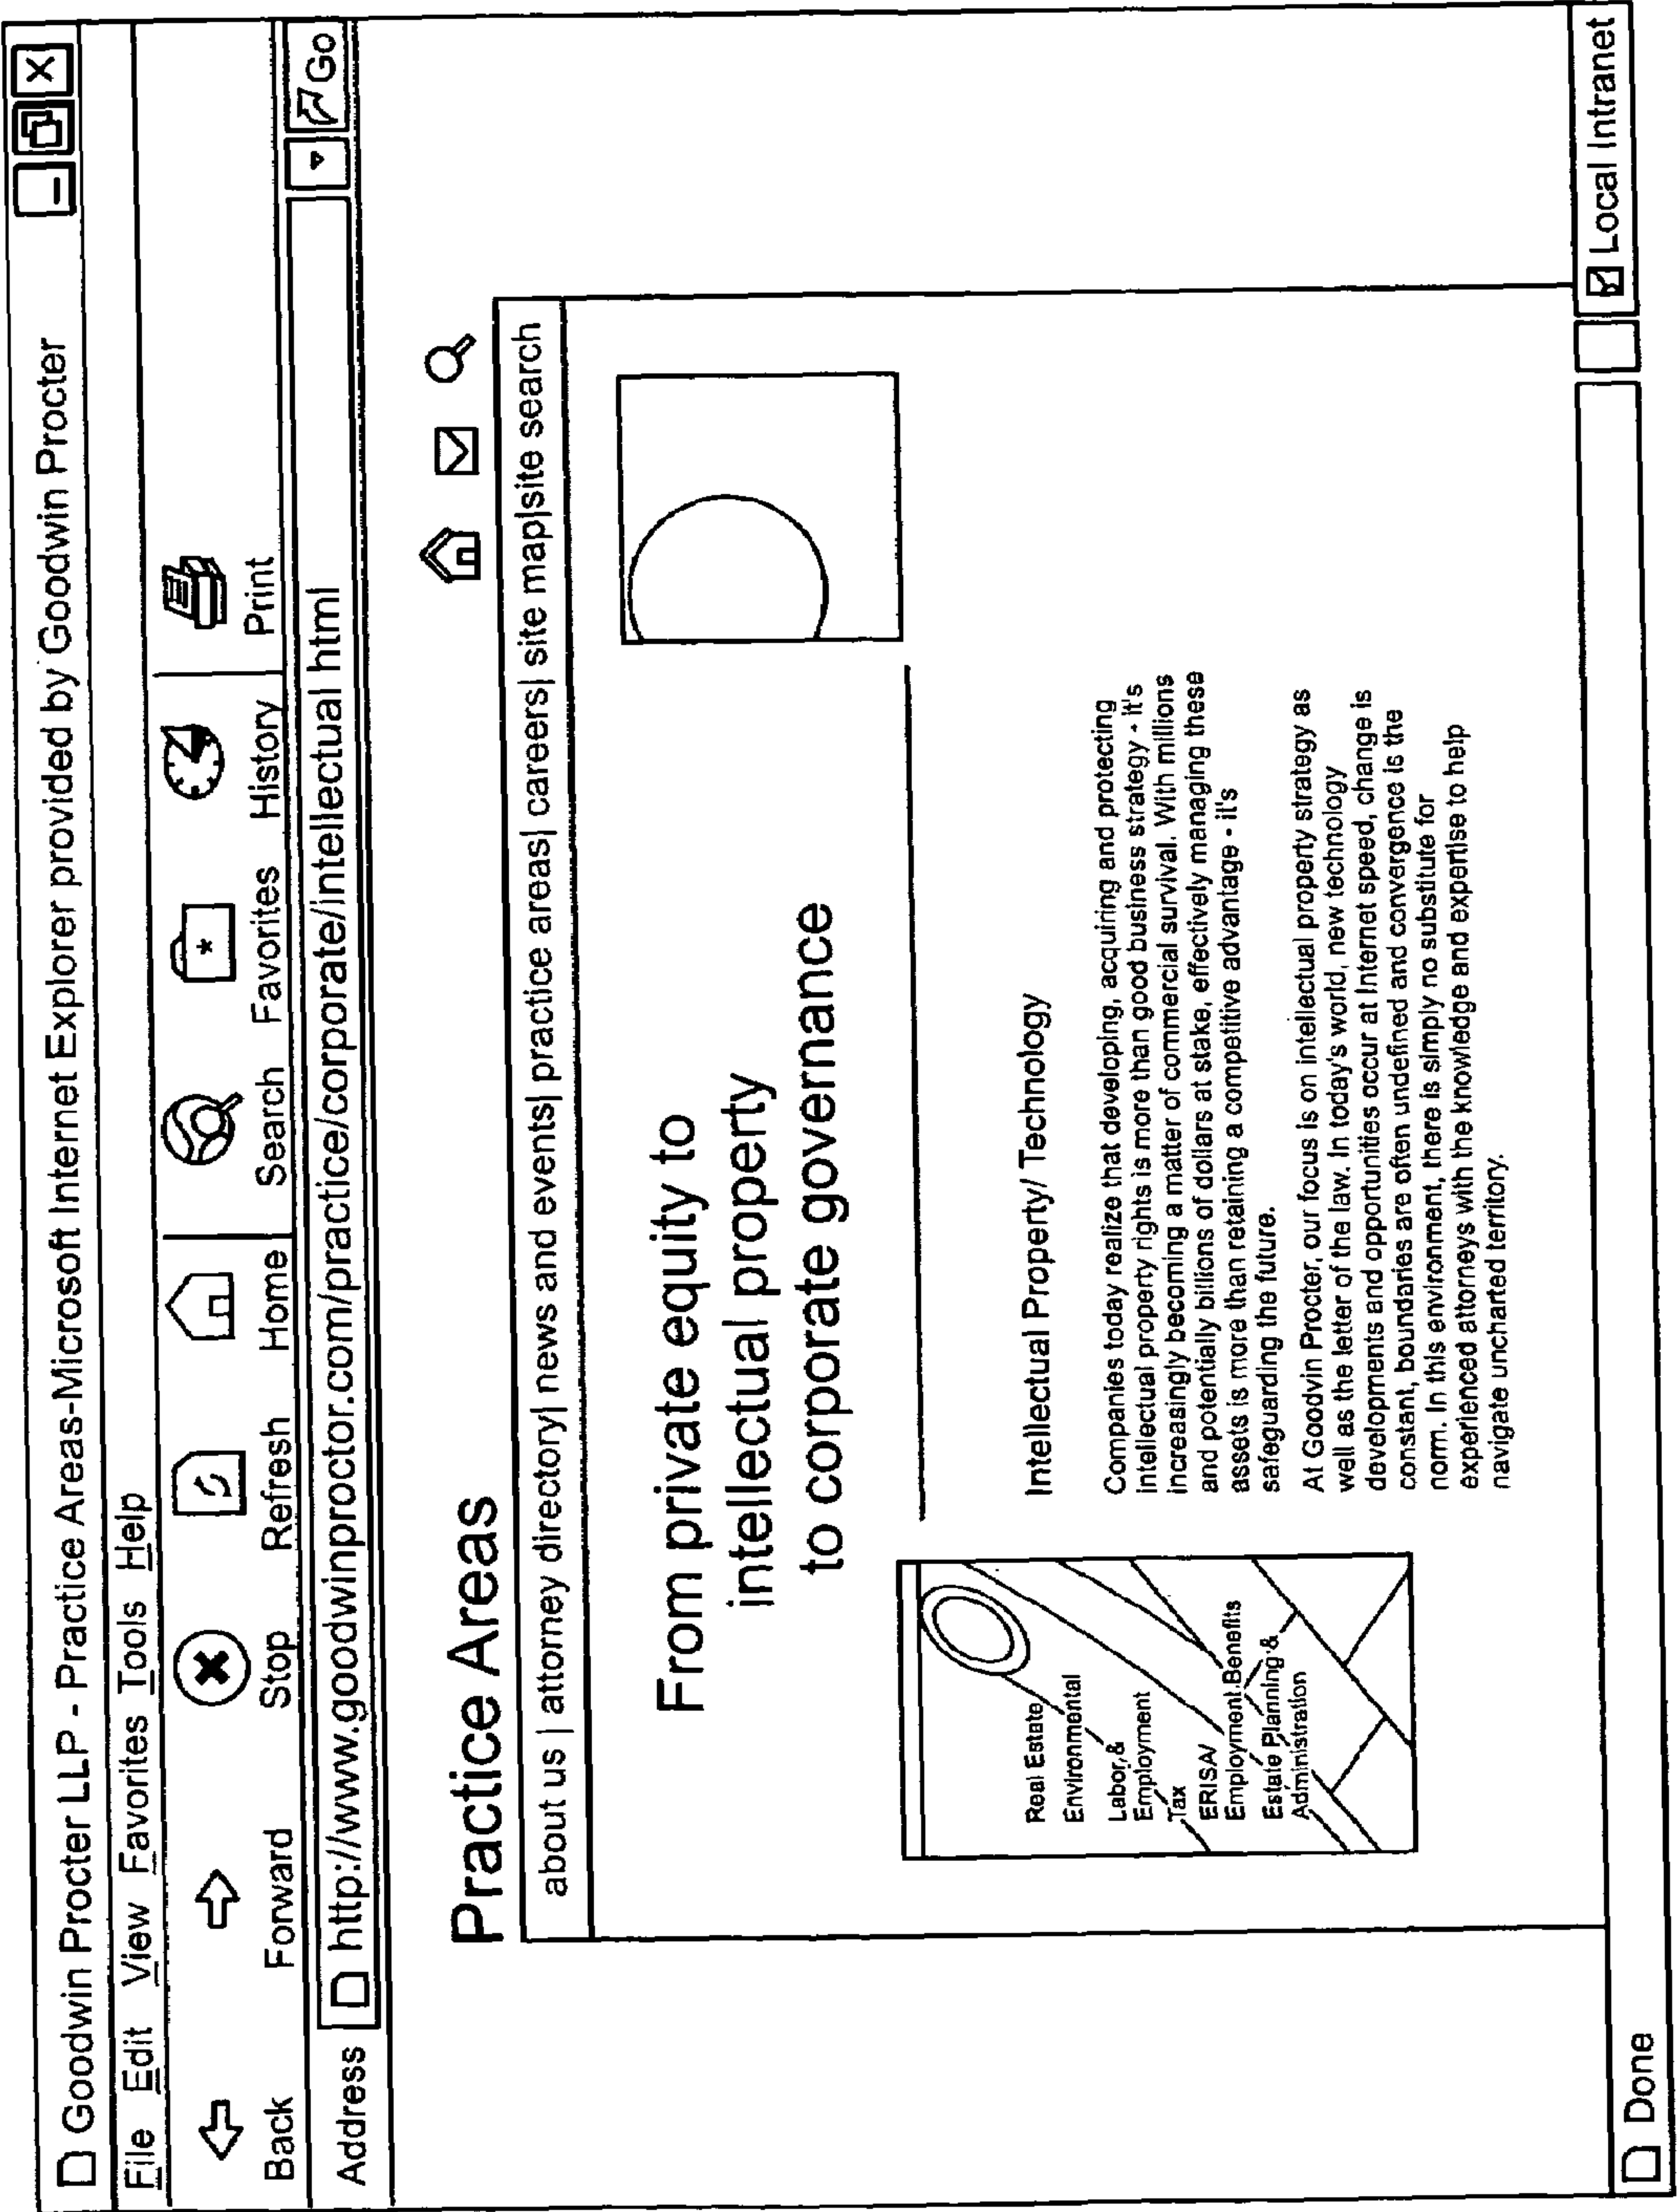 Goodwin Procter LLP - Practice Areas-Microsoft Internet Explorer provided by Goodwin Procter
File Edit View Favorites Tools Help
Back Forward Stop Refresh Home Search Favorites History Print
Address http://www.goodwinproctor.com/practice/corporate/intellectual html Go
Practice Areas
about us | attorney directory| news and events| practice areas| careers| site map|site search
From private equity to
intellectual property
to corporate governance
Real Estate
Environmental
Labor &
Employment
Tax
ERISA/
Employment Benefits
Estate Planning &
Administration
Intellectual Property/ Technology
Companies today realize that developing, acquiring and protecting
intellectual property rights is more than good business strategy - it's
increasingly becoming a matter of commercial survival. With millions
and potentially billions of dollars at stake, effectively managing these
assets is more than retaining a competitive advantage - it's
safeguarding the future.
At Goodvin Procter, our focus is on intellectual property strategy as
well as the letter of the law. In today's world, new technology
developments and opportunities occur at Internet speed, change is
constant, boundaries are often undefined and convergence is the
norm. In this environment, there is simply no substitute for
experienced attorneys with the knowledge and expertise to help
navigate uncharted territory.
Done
Local Intranet